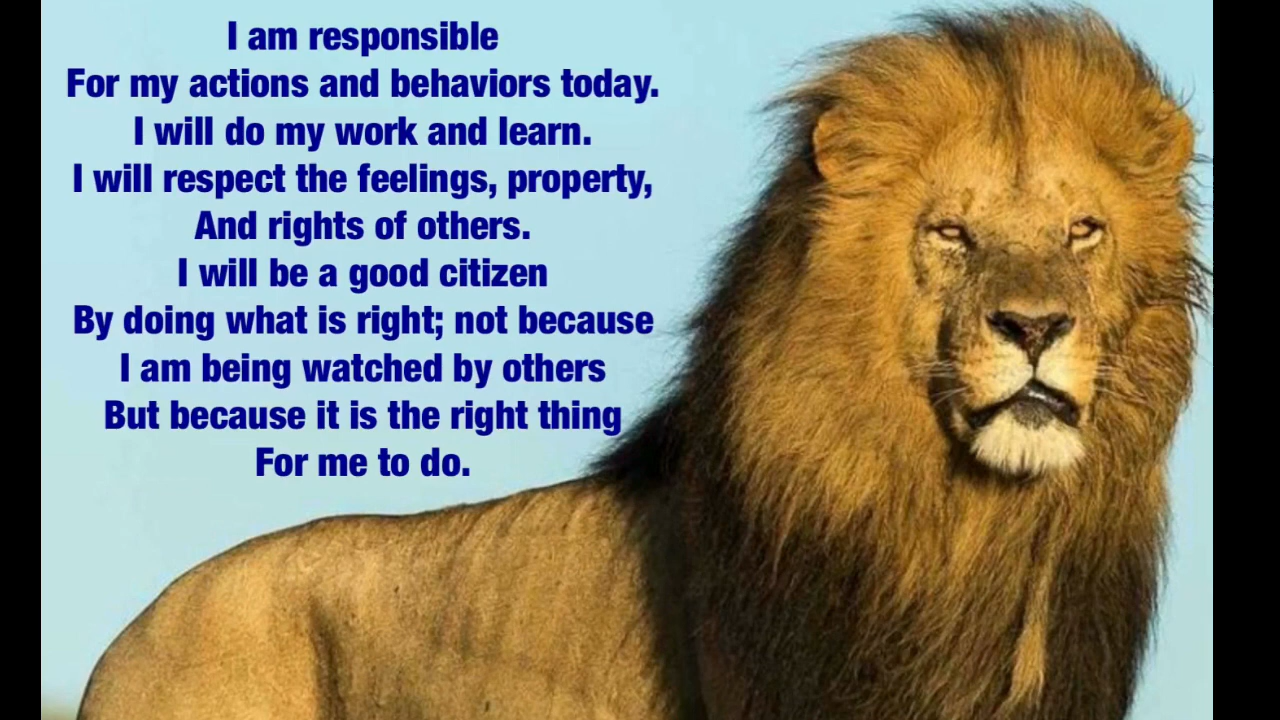 I am responsible
For my actions and behaviors today.
I will do my work and learn.
I will respect the feelings, property,
And rights of others.
I will be a good citizen
By doing what is right; not because
I am being watched by others
But because it is the right thing
For me to do.